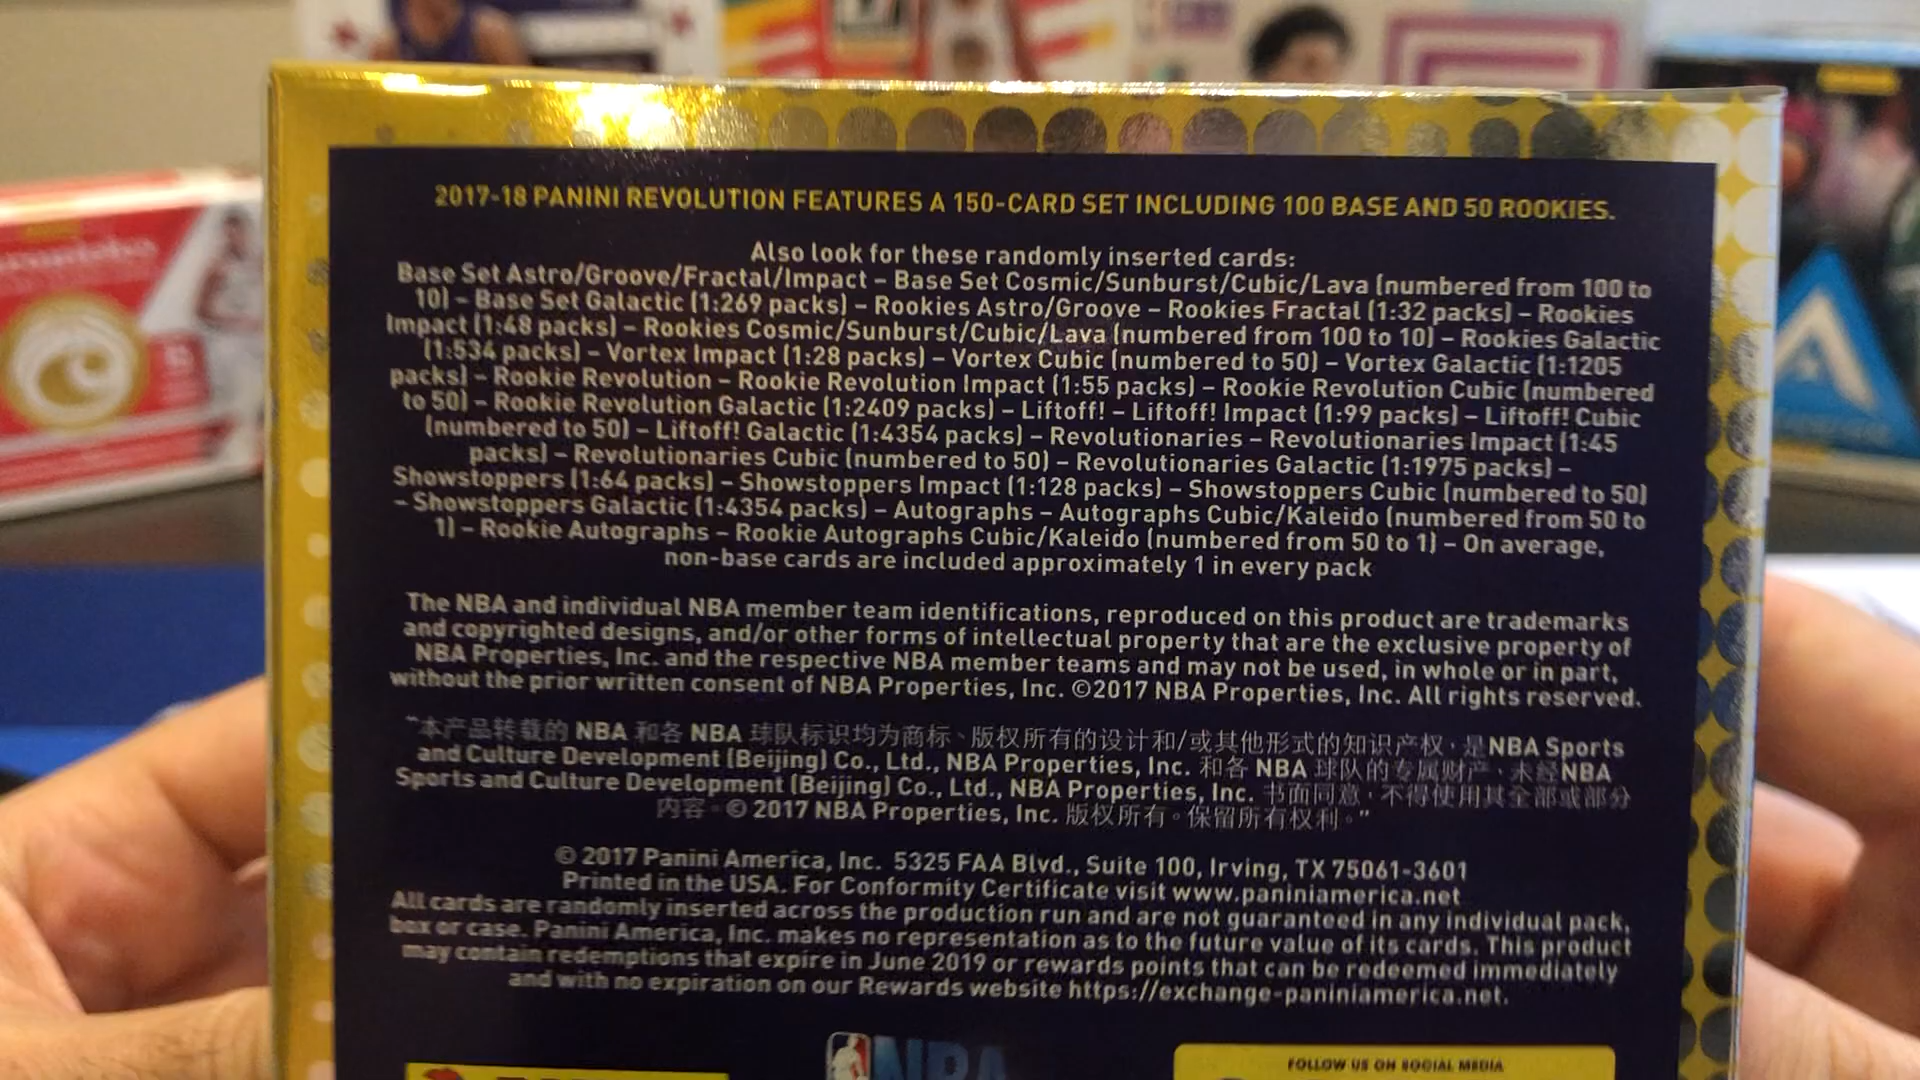 2017-18 PANINI REVOLUTION FEATURES A 150-CARD SET INCLUDING 100 BASE AND 50 ROOKIES.
Also look for these randomly inserted cards:
Base Set Astro/Groove/Fractal/Impact – Base Set Cosmic/Sunburst/Cubic/Lava (numbered from 100 to
10) – Base Set Galactic (1:269 packs) – Rookies Astro/Groove – Rookies Fractal (1:32 packs) – Rookies
Impact (1:48 packs) – Rookies Cosmic/Sunburst/Cubic/Lava (numbered from 100 to 10) – Rookies Galactic
(1:534 packs) – Vortex Impact (1:28 packs) – Vortex Cubic (numbered to 50) – Vortex Galactic (1:1205
packs) – Rookie Revolution – Rookie Revolution Impact (1:55 packs) – Rookie Revolution Cubic (numbered
to 50) – Rookie Revolution Galactic (1:2409 packs) – Liftoff! – Liftoff! Impact (1:99 packs) – Liftoff! Cubic
(numbered to 50) – Liftoff! Galactic (1:4354 packs) – Revolutionaries – Revolutionaries Impact (1:45
packs) – Revolutionaries Cubic (numbered to 50) – Revolutionaries Galactic (1:1975 packs) –
Showstoppers (1:64 packs) – Showstoppers Impact (1:128 packs) – Showstoppers Cubic (numbered to 50)
– Showstoppers Galactic (1:4354 packs) – Autographs – Autographs Cubic/Kaleido (numbered from 50 to
1) – Rookie Autographs – Rookie Autographs Cubic/Kaleido (numbered from 50 to 1) – On average,
non-base cards are included approximately 1 in every pack
The NBA and individual NBA member team identifications, reproduced on this product are trademarks
and copyrighted designs, and/or other forms of intellectual property that are the exclusive property of
NBA Properties, Inc. and the respective NBA member teams and may not be used, in whole or in part,
without the prior written consent of NBA Properties, Inc. ©2017 NBA Properties, Inc. All rights reserved.
"本产品转载的 NBA 和各 NBA 球队标识均为商标、版权所有的设计和/或其他形式的知识产权，是NBA Sports
and Culture Development (Beijing) Co., Ltd., NBA Properties, Inc. 和各 NBA 球队的专属财产，未经NBA
Sports and Culture Development (Beijing) Co., Ltd., NBA Properties, Inc. 书面同意，不得使用其全部或部分
内容。© 2017 NBA Properties, Inc. 版权所有。保留所有权利。"
© 2017 Panini America, Inc. 5325 FAA Blvd., Suite 100, Irving, TX 75061-3601
Printed in the USA. For Conformity Certificate visit www.paniniamerica.net
All cards are randomly inserted across the production run and are not guaranteed in any individual pack,
box or case. Panini America, Inc. makes no representation as to the future value of its cards. This product
may contain redemptions that expire in June 2019 or rewards points that can be redeemed immediately
and with no expiration on our Rewards website https://exchange-paniniamerica.net.
NBA
FOLLOW US ON SOCIAL MEDIA